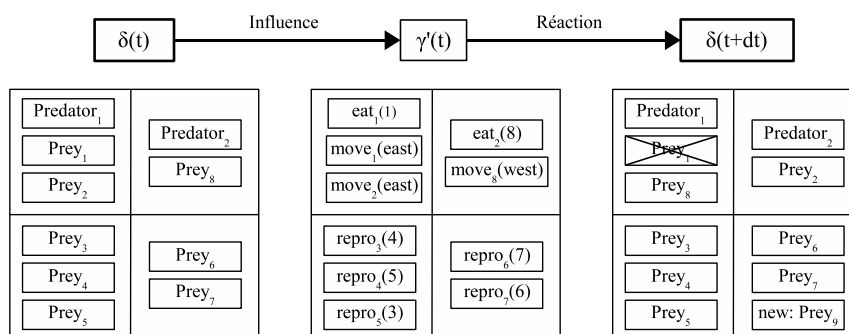 δ(t) Influence γ'(t) Réaction δ(t+dt)
Predator₁
Prey₁
Prey₂
Predator₂
Prey₈
Prey₃
Prey₄
Prey₅
Prey₆
Prey₇
eat₁(1)
move₁(east)
move₂(east)
eat₂(8)
move₈(west)
repro₃(4)
repro₄(5)
repro₅(3)
repro₆(7)
repro₇(6)
Predator₁
Prey₁
Prey₈
Predator₂
Prey₂
Prey₃
Prey₄
Prey₅
Prey₆
Prey₇
new: Prey₉